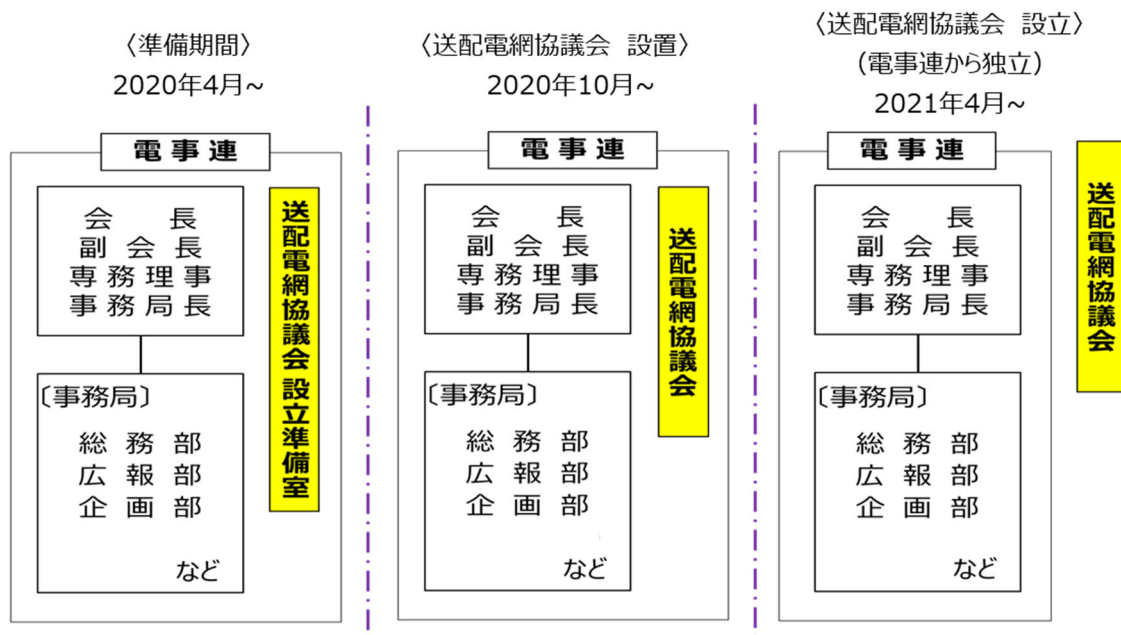 〈準備期間〉
2020年4月~
電事連
会長
副会長
専務理事
事務局長
〔事務局〕
総務部
広報部
企画部
など
送配電網協議会 設立準備室
〈送配電網協議会 設置〉
2020年10月~
電事連
会長
副会長
専務理事
事務局長
〔事務局〕
総務部
広報部
企画部
など
送配電網協議会
〈送配電網協議会 設立〉
(電事連から独立)
2021年4月~
電事連
会長
副会長
専務理事
事務局長
〔事務局〕
総務部
広報部
企画部
など
送配電網協議会